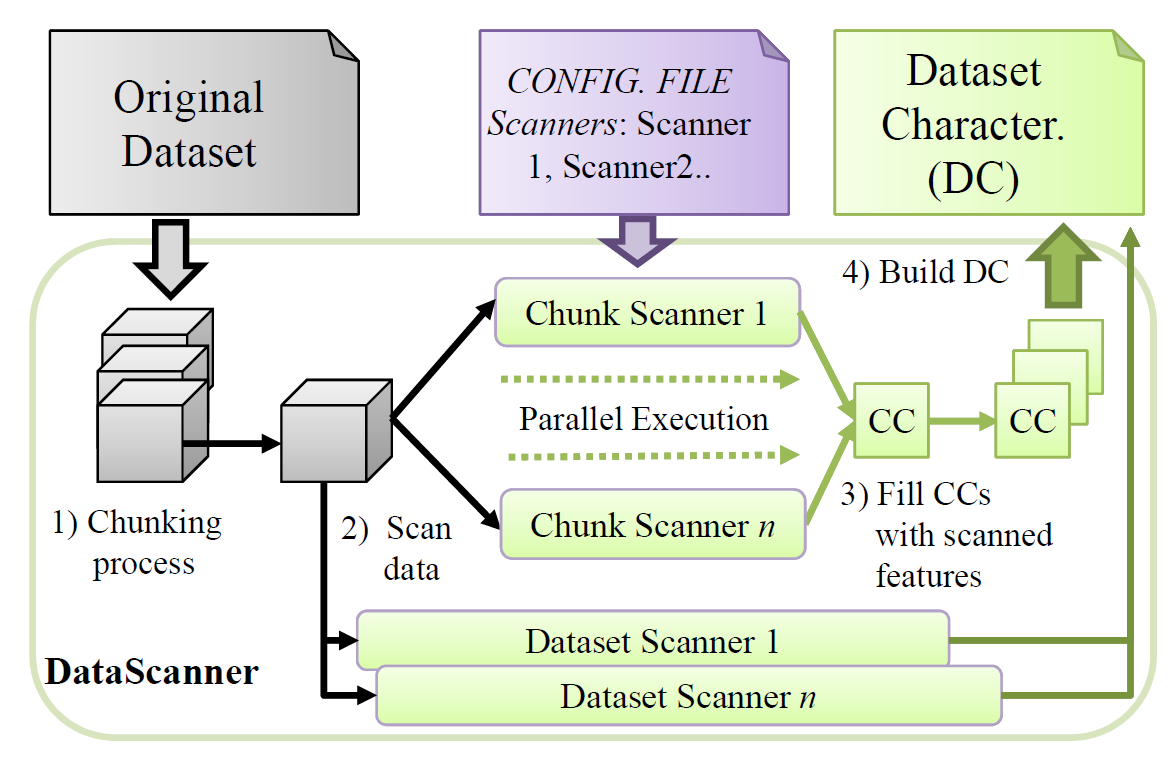 Original
Dataset
CONFIG. FILE
Scanners: Scanner
1, Scanner2..
Dataset
Character.
(DC)
4) Build DC
Chunk Scanner 1
Parallel Execution
CC
CC
Chunk Scanner n
1) Chunking
process
2) Scan
data
3) Fill CCs
with scanned
features
Dataset Scanner 1
Dataset Scanner n
DataScanner